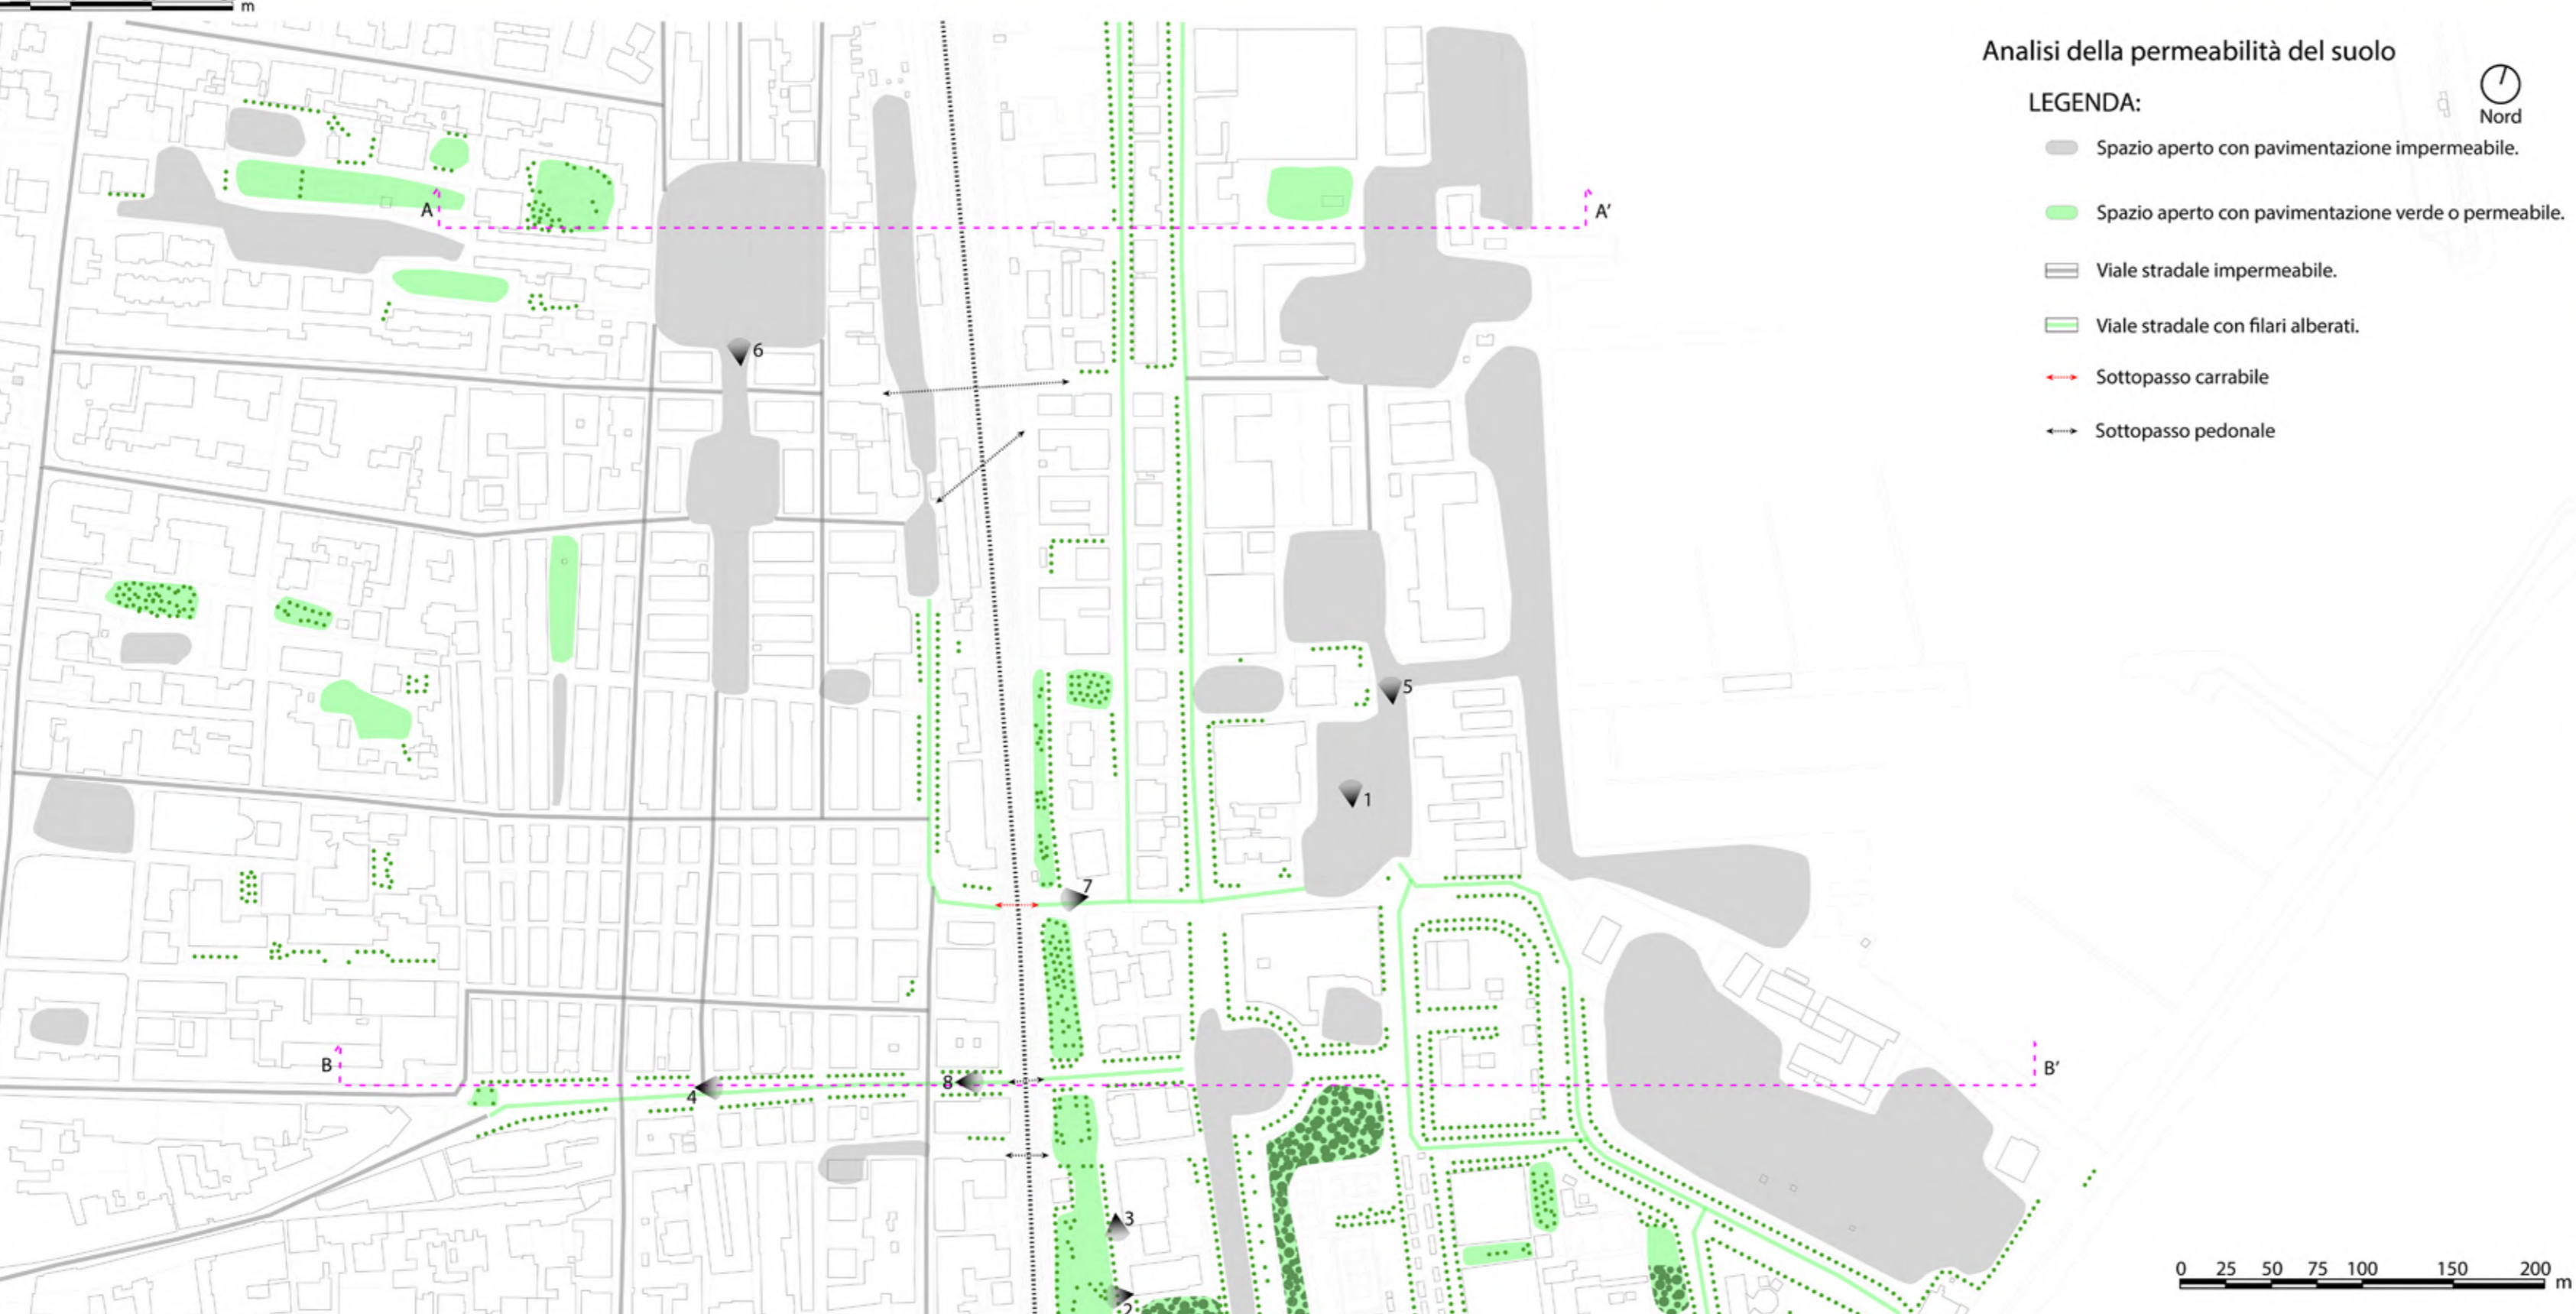 m
Analisi della permeabilità del suolo
LEGENDA:
Nord
Spazio aperto con pavimentazione impermeabile.
Spazio aperto con pavimentazione verde o permeabile.
Viale stradale impermeabile.
Viale stradale con filari alberati.
Sottopasso carrabile
Sottopasso pedonale
A
A'
6
5
1
7
B
B'
8
4
3
2
0 25 50 75 100 150 200 m